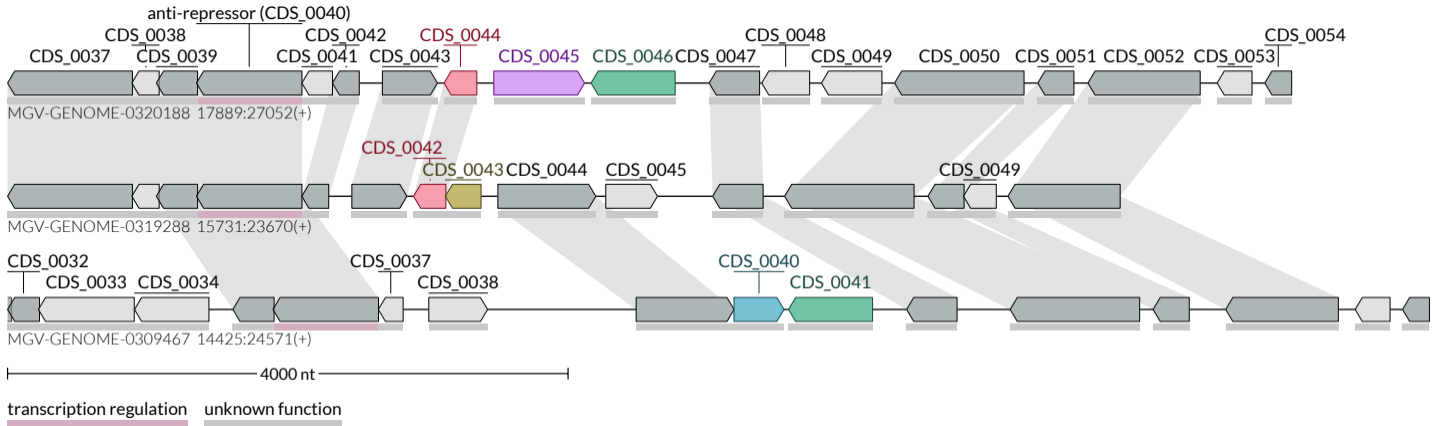 anti-repressor (CDS_0040)
CDS_0038 CDS_0042 CDS_0044 CDS_0048 CDS_0054
CDS_0037 CDS_0039 CDS_0041 CDS_0043 CDS_0045 CDS_0046 CDS_0047 CDS_0049 CDS_0050 CDS_0051 CDS_0052 CDS_0053
MGV-GENOME-0320188 17889:27052(+)
CDS_0042
CDS_0043 CDS_0044 CDS_0045 CDS_0049
MGV-GENOME-0319288 15731:23670(+)
CDS_0032 CDS_0037 CDS_0040
CDS_0033 CDS_0034 CDS_0038 CDS_0041
MGV-GENOME-0309467 14425:24571(+)
4000 nt
transcription regulation unknown function